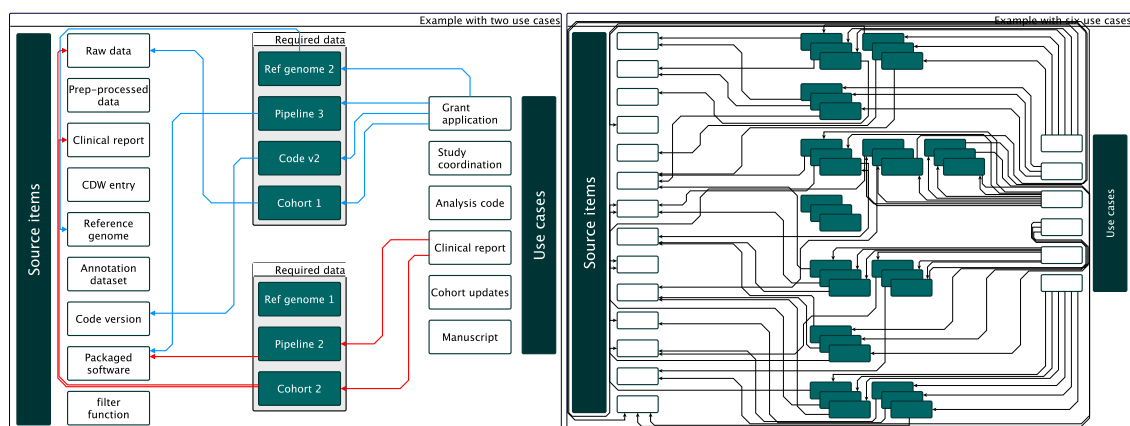 Example with two use cases
Source items
Raw data
Prep-processed
data
Clinical report
CDW entry
Reference
genome
Annotation
dataset
Code version
Packaged
software
filter
function
Required data
Ref genome 2
Pipeline 3
Code v2
Cohort 1
Required data
Ref genome 1
Pipeline 2
Cohort 2
Grant
application
Study
coordination
Analysis code
Clinical report
Cohort updates
Manuscript
Use cases
Example with six use cases
Source items
Use cases